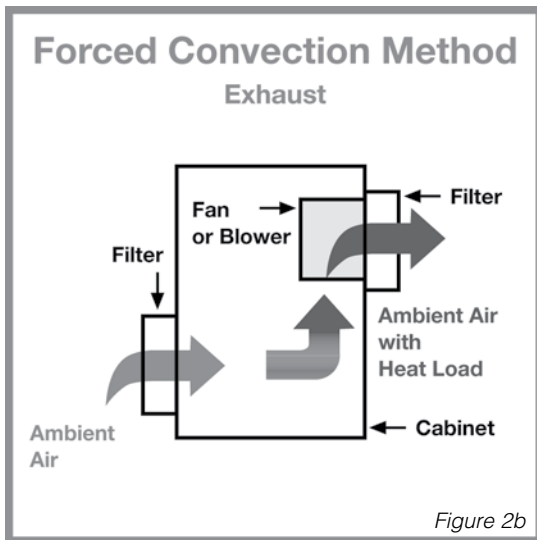 Forced Convection Method
Exhaust
Fan
or Blower
Filter
Filter
Ambient Air
with
Heat Load
Ambient
Air
Cabinet
Figure 2b